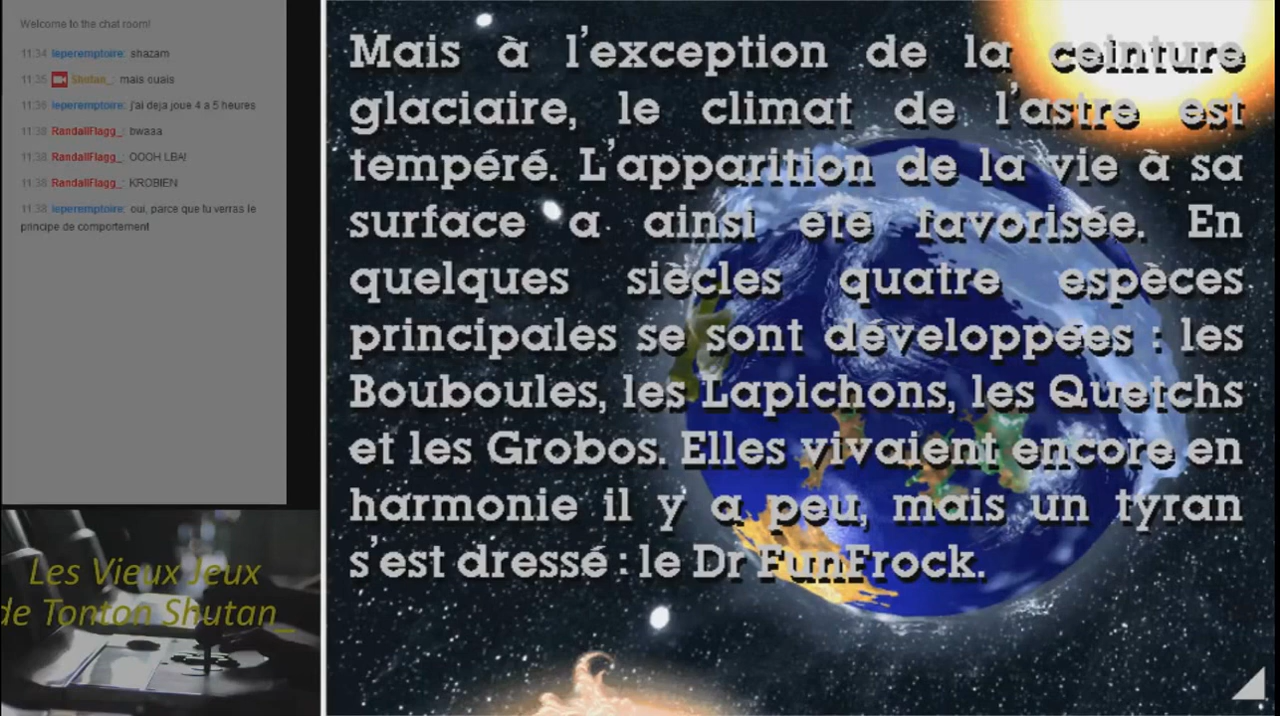 Welcome to the chat room!
11:34 leperemptoire: shazam
11:35 Shutan_: mais ouais
11:36 leperemptoire: j'ai deja joue 4 a 5 heures
11:38 RandallFlagg_: bwaaa
11:38 RandallFlagg_: OOOH LBA!
11:38 RandallFlagg_: KROBIEN!
11:38 leperemptoire: oui, parce que tu verras le
principe de comportement
Les Vieux Jeux
de Tonton Shutan_
Mais à l'exception de la ceinture
glaciaire, le climat de l'astre est
tempéré. L'apparition de la vie à sa
surface a ainsi été favorisée. En
quelques siècles quatre espèces
principales se sont développées : les
Bouboules, les Lapichons, les Quetchs
et les Grobos. Elles vivaient encore en
harmonie il y a peu, mais un tyran
s'est dressé : le Dr FunFrock.